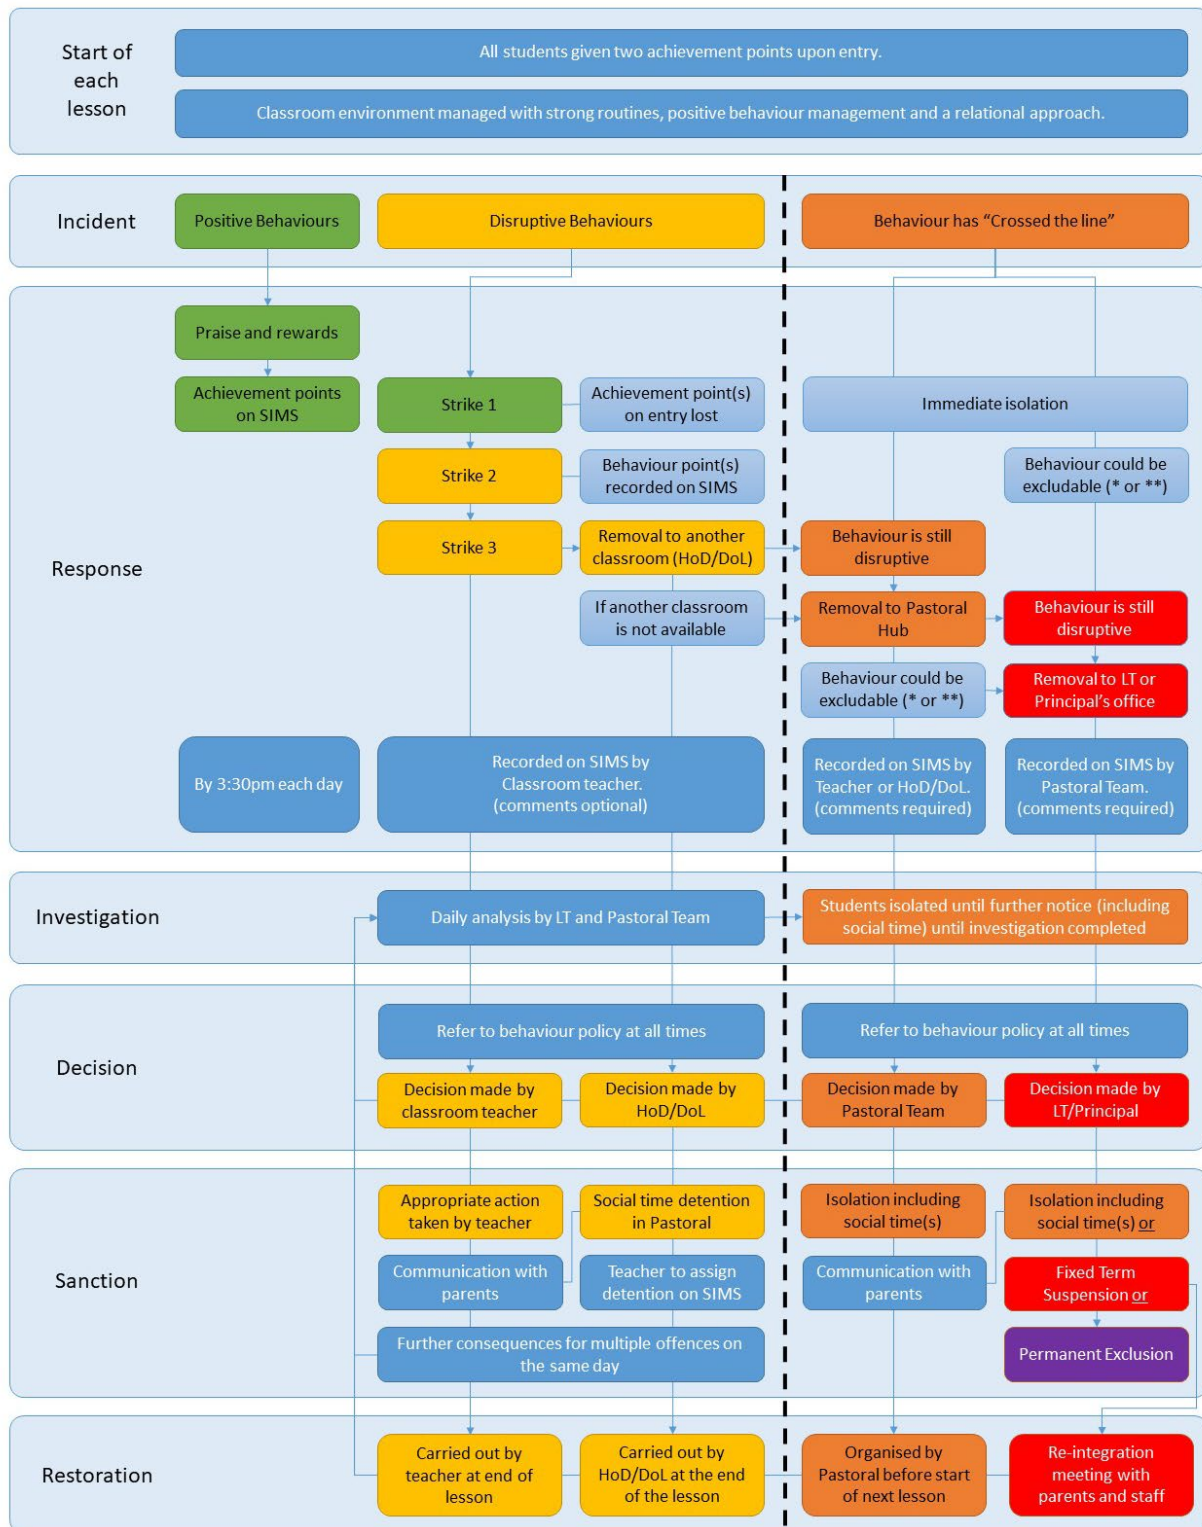 Start of
each
lesson
All students given two achievement points upon entry.
Classroom environment managed with strong routines, positive behaviour management and a relational approach.
Incident
Positive Behaviours
Disruptive Behaviours
Behaviour has “Crossed the line”
Response
Praise and rewards
Achievement points
on SIMS
Strike 1
Achievement point(s)
on entry lost
Immediate isolation
Strike 2
Behaviour point(s)
recorded on SIMS
Behaviour could be
excludable (* or **)
Strike 3
Removal to another
classroom (HoD/DoL)
Behaviour is still
disruptive
If another classroom
is not available
Removal to Pastoral
Hub
Behaviour is still
disruptive
Behaviour could be
excludable (* or **)
Removal to LT or
Principal’s office
By 3:30pm each day
Recorded on SIMS by
Classroom teacher.
(comments optional)
Recorded on SIMS by
Teacher or HoD/DoL.
(comments required)
Recorded on SIMS by
Pastoral Team.
(comments required)
Investigation
Daily analysis by LT and Pastoral Team
Students isolated until further notice (including
social time) until investigation completed
Decision
Refer to behaviour policy at all times
Refer to behaviour policy at all times
Decision made by
classroom teacher
Decision made by
HoD/DoL
Decision made by
Pastoral Team
Decision made by
LT/Principal
Sanction
Appropriate action
taken by teacher
Social time detention
in Pastoral
Isolation including
social time(s)
Isolation including
social time(s) or
Communication with
parents
Teacher to assign
detention on SIMS
Communication with
parents
Fixed Term
Suspension or
Further consequences for multiple offences on
the same day
Permanent Exclusion
Restoration
Carried out by
teacher at end of
lesson
Carried out by
HoD/DoL at the end
of the lesson
Organised by
Pastoral before start
of next lesson
Re-integration
meeting with
parents and staff